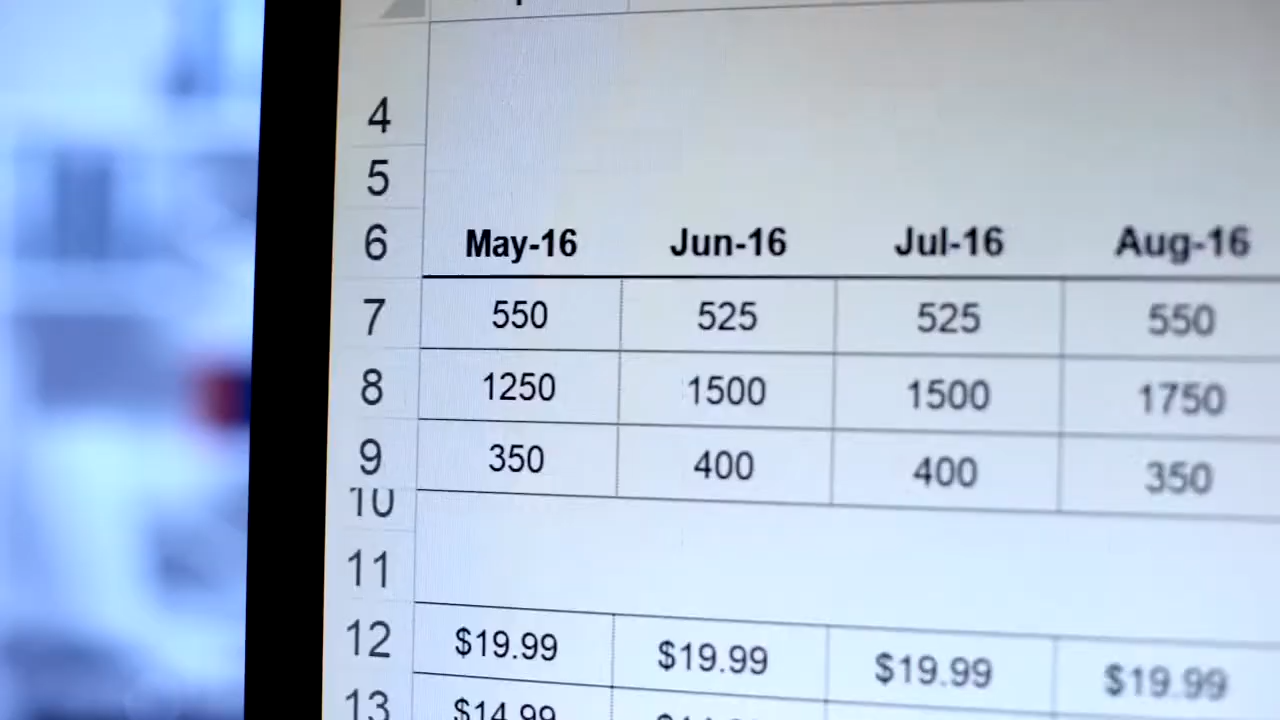 4
5
6 May-16 Jun-16 Jul-16 Aug-16
7 550 525 525 550
8 1250 1500 1500 1750
9 350 400 400 350
10
11
12 $19.99 $19.99 $19.99 $19.99
13 $14.99